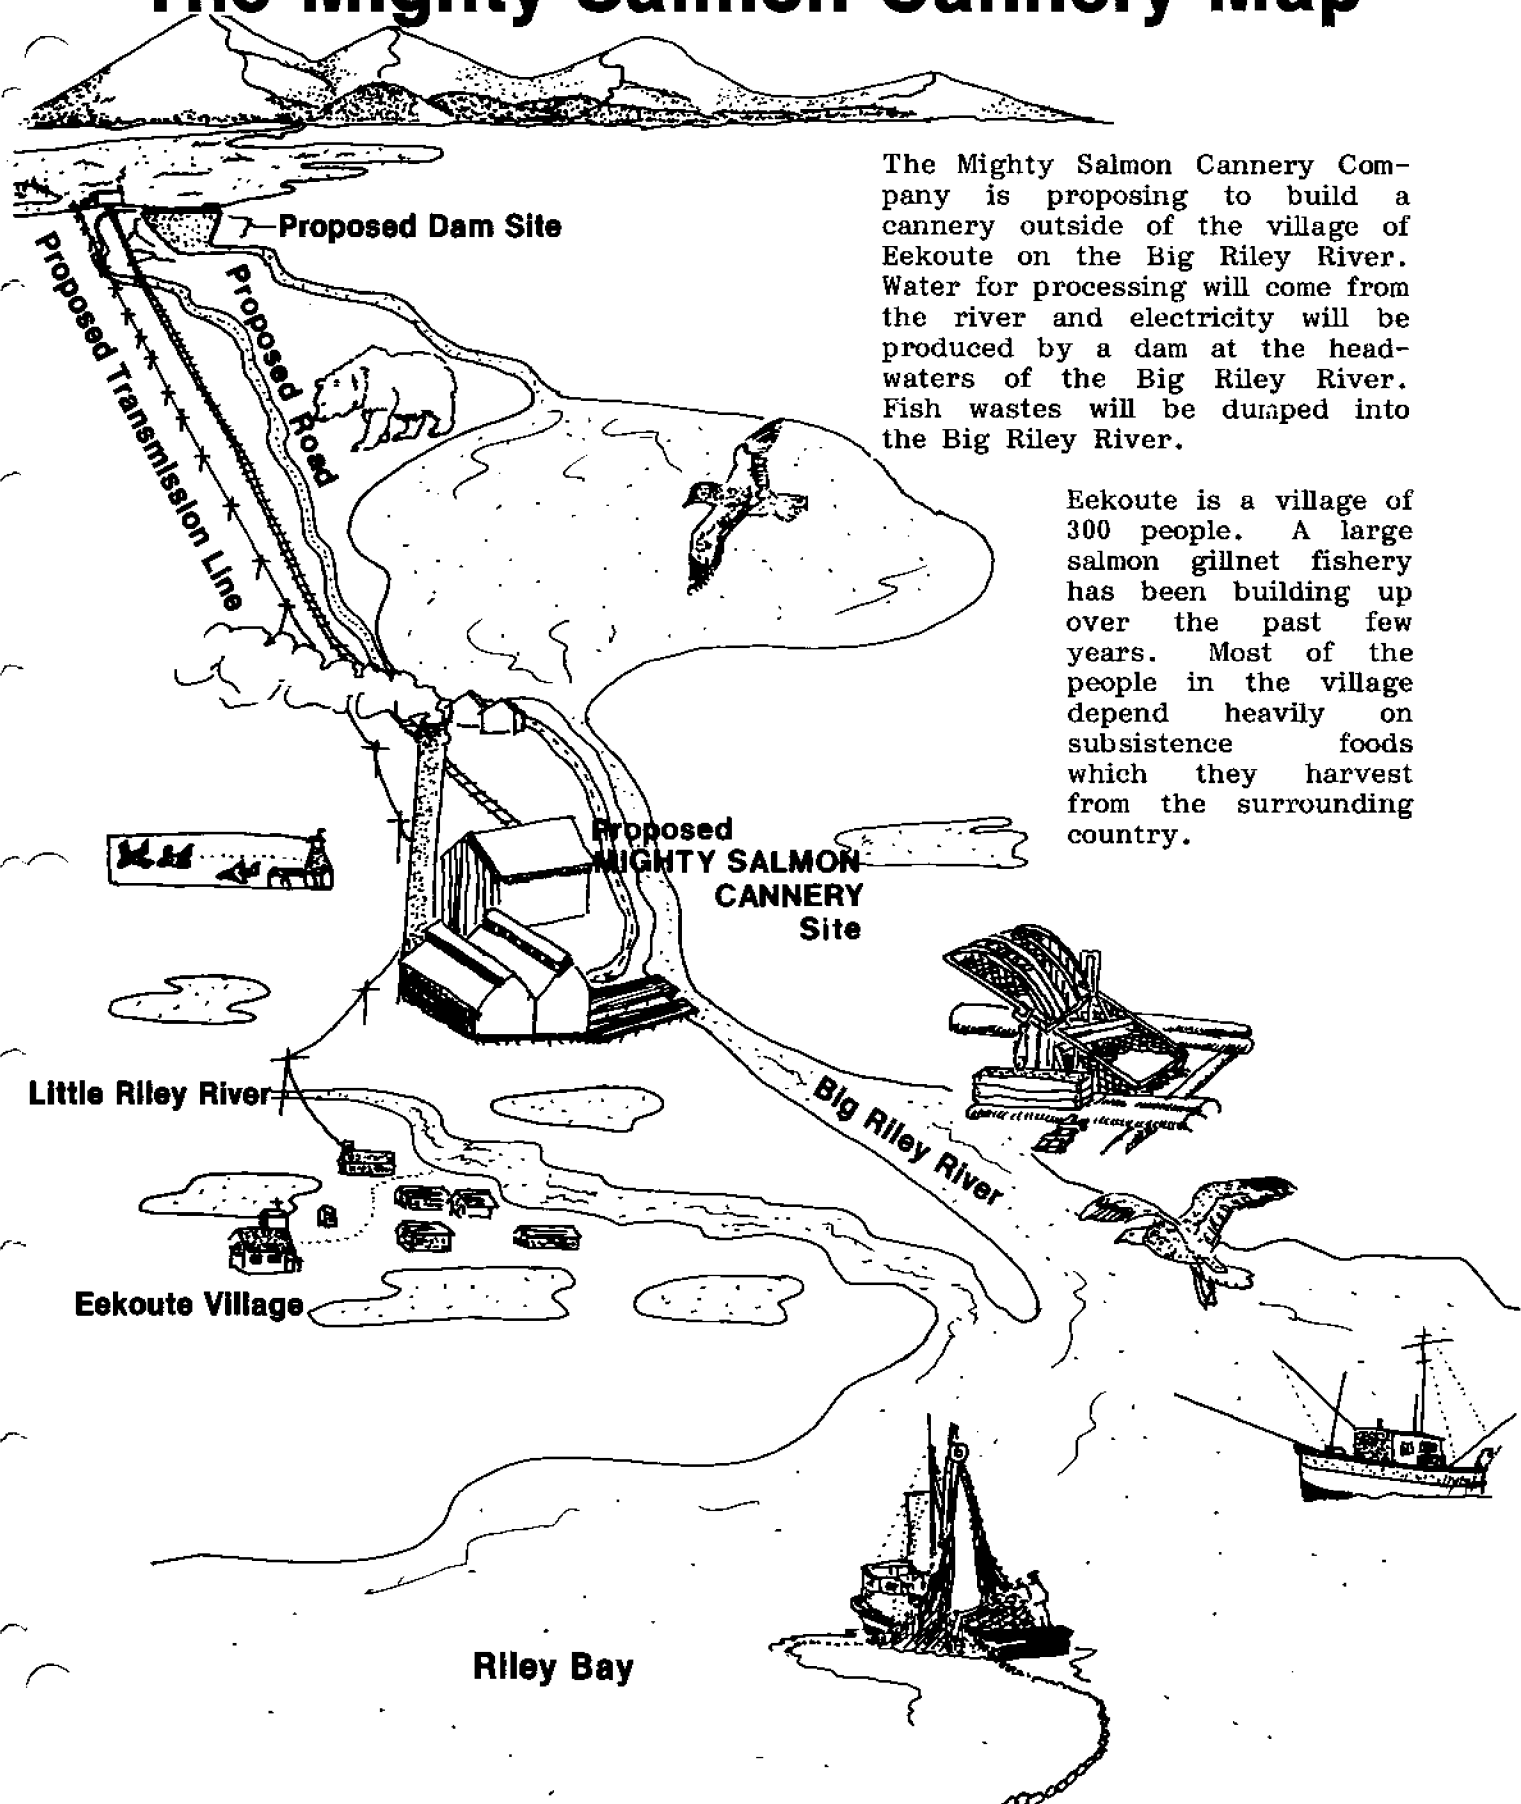 The Mighty Salmon Cannery Map
The Mighty Salmon Cannery Com-
pany is proposing to build a
cannery outside of the village of
Eekoute on the Big Riley River.
Water for processing will come from
the river and electricity will be
produced by a dam at the head-
waters of the Big Riley River.
Fish wastes will be dumped into
the Big Riley River.
Eekoute is a village of
300 people. A large
salmon gillnet fishery
has been building up
over the past few
years. Most of the
people in the village
depend heavily on
subsistence foods
which they harvest
from the surrounding
country.
Proposed Dam Site
Proposed Transmission Line
Proposed Road
Proposed
MIGHTY SALMON
CANNERY
Site
Little Riley River
Big Riley River
Eekoute Village
Riley Bay